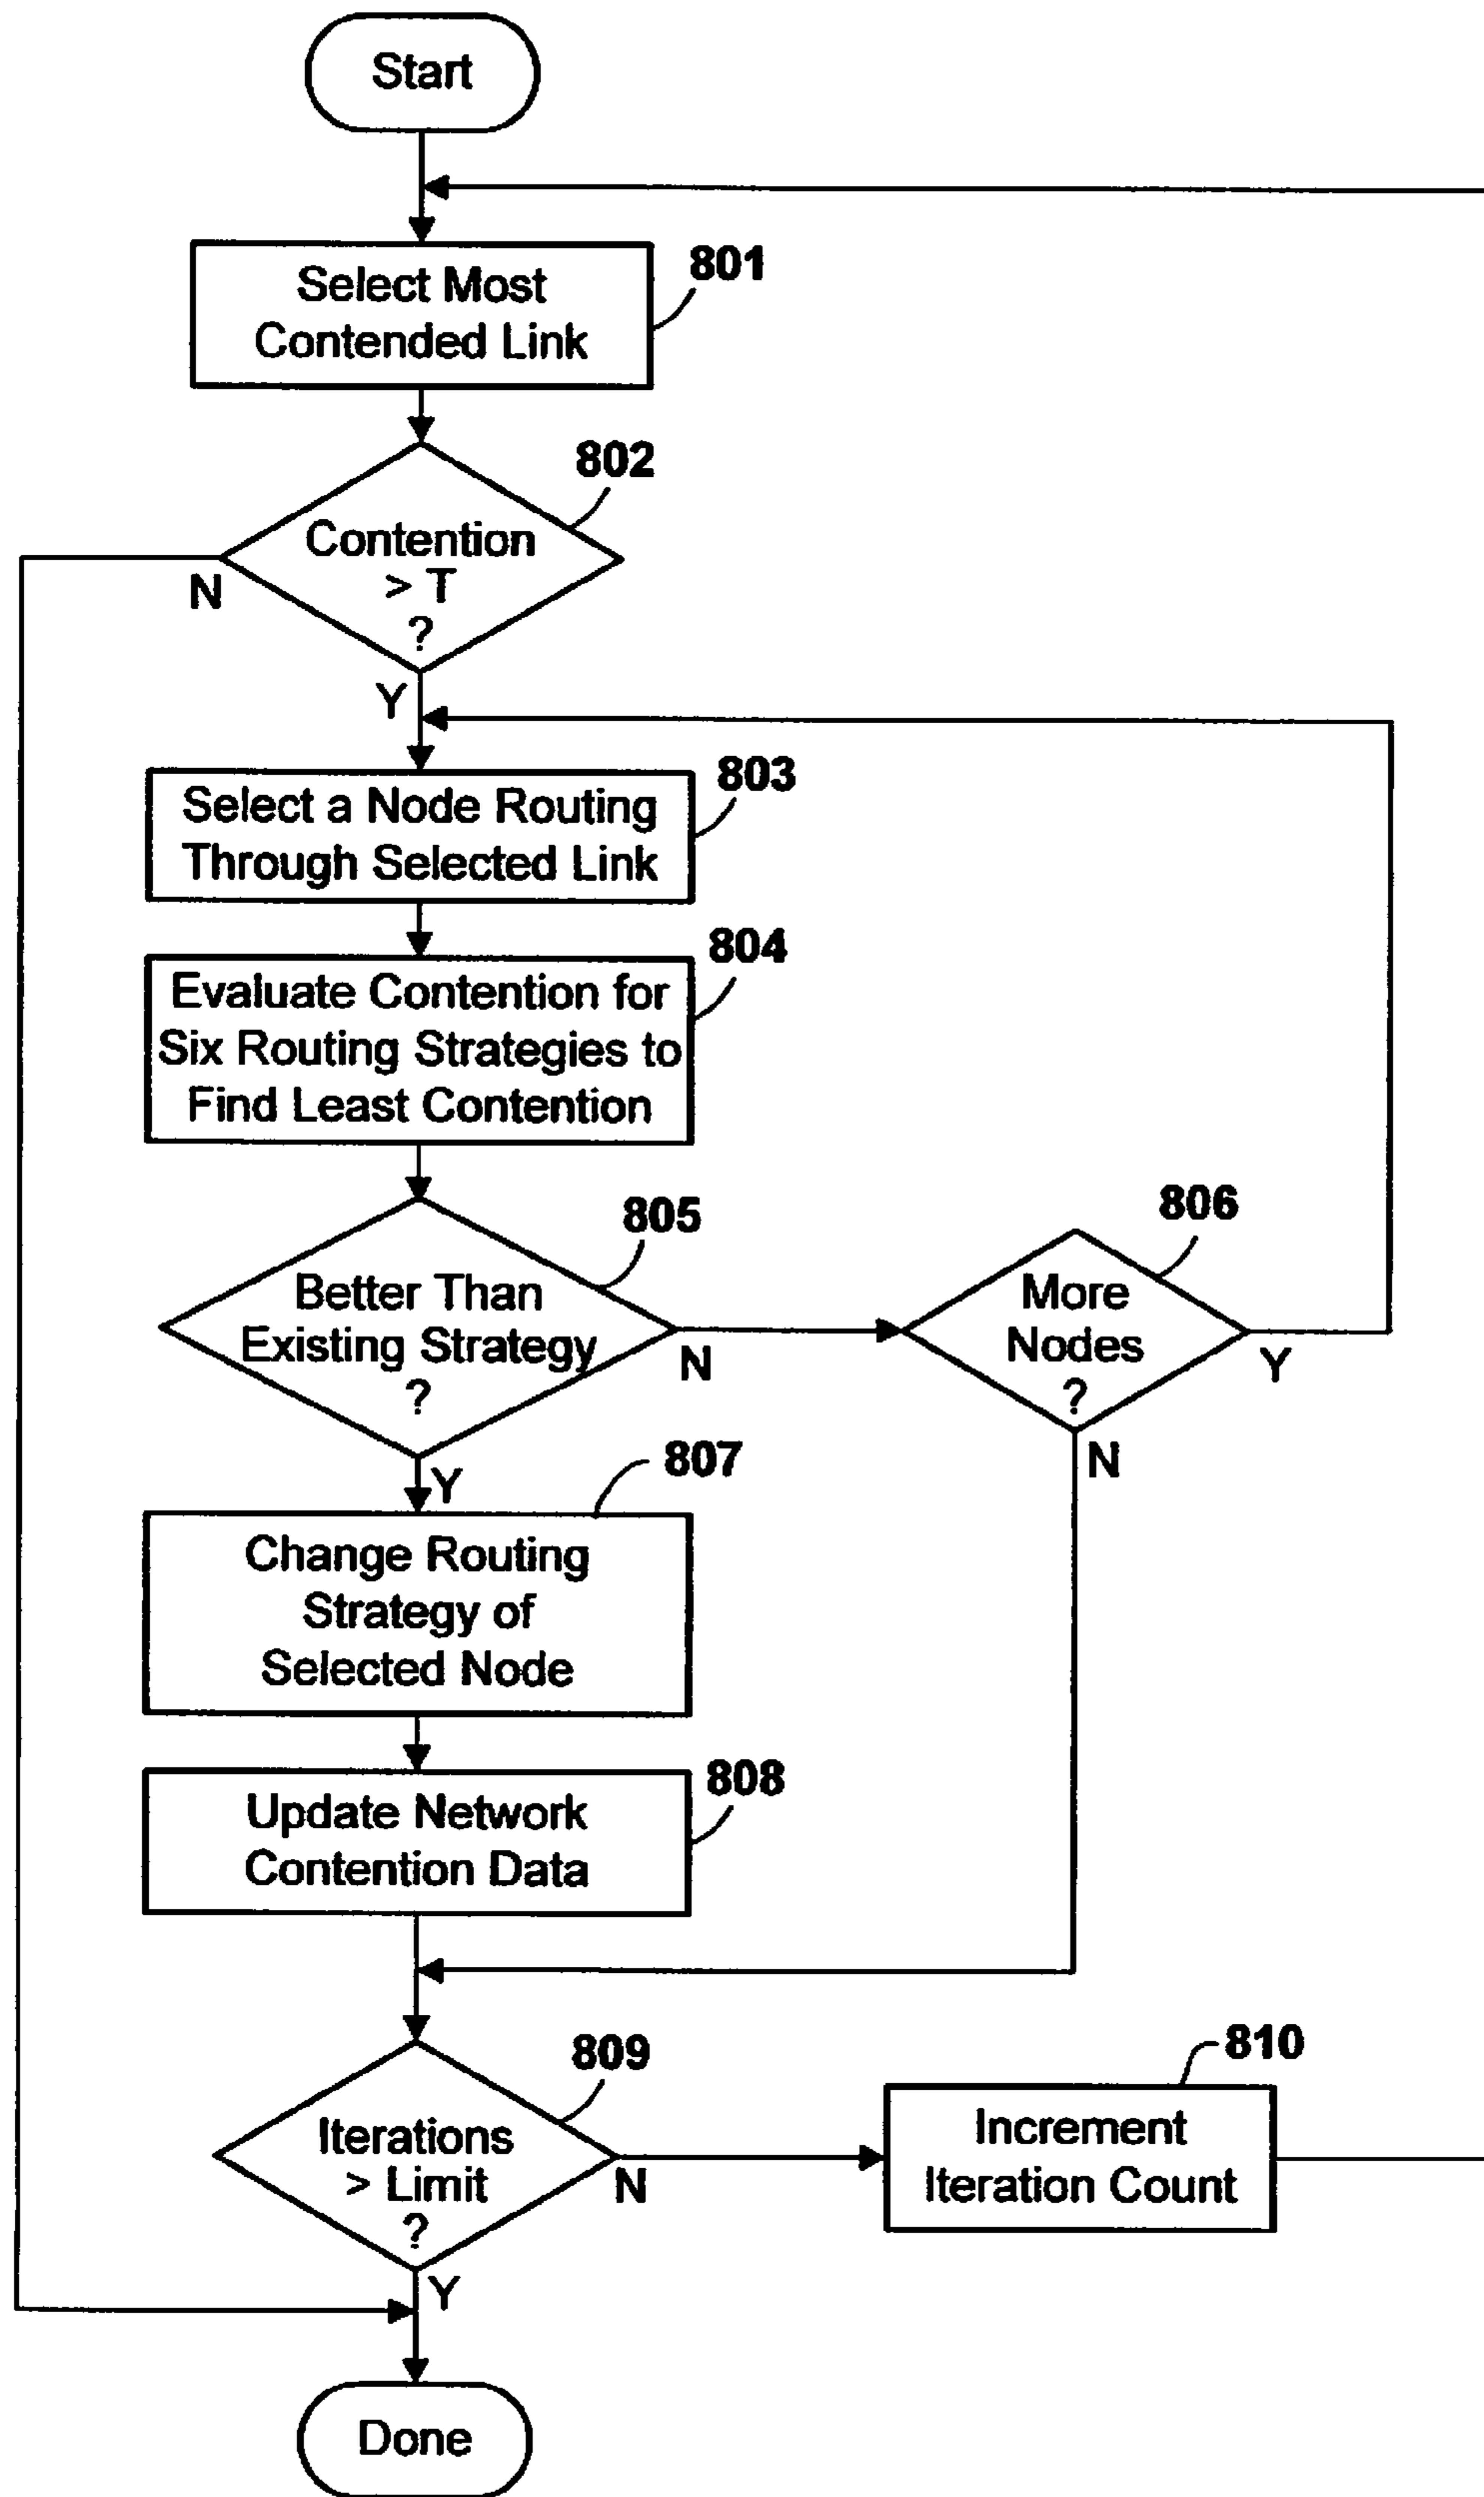 Start
801
Select Most
Contended Link
802
Contention
> T
?
N
Y
803
Select a Node Routing
Through Selected Link
804
Evaluate Contention for
Six Routing Strategies to
Find Least Contention
805
Better Than
Existing Strategy
?
N
806
More
Nodes
?
Y
N
Y
807
Change Routing
Strategy of
Selected Node
808
Update Network
Contention Data
809
Iterations
> Limit
?
N
810
Increment
Iteration Count
Y
Done